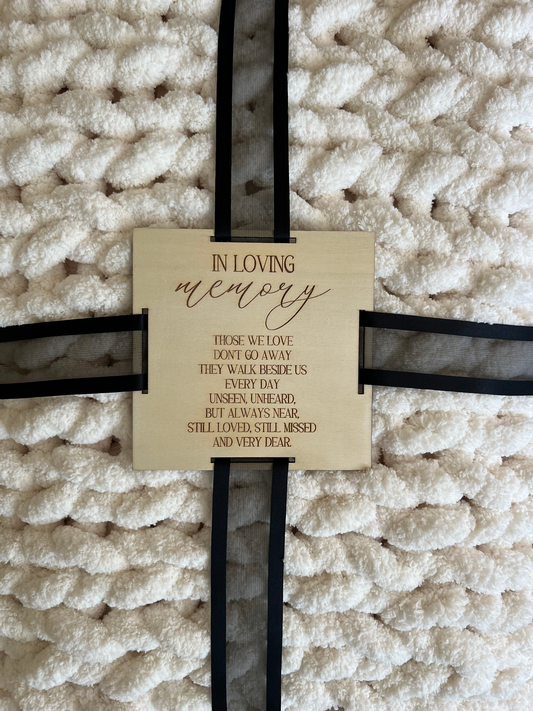 IN LOVING
memory
THOSE WE LOVE
DONT GO AWAY
THEY WALK BESIDE US
EVERY DAY
UNSEEN, UNHEARD,
BUT ALWAYS NEAR,
STILL LOVED, STILL MISSED
AND VERY DEAR.